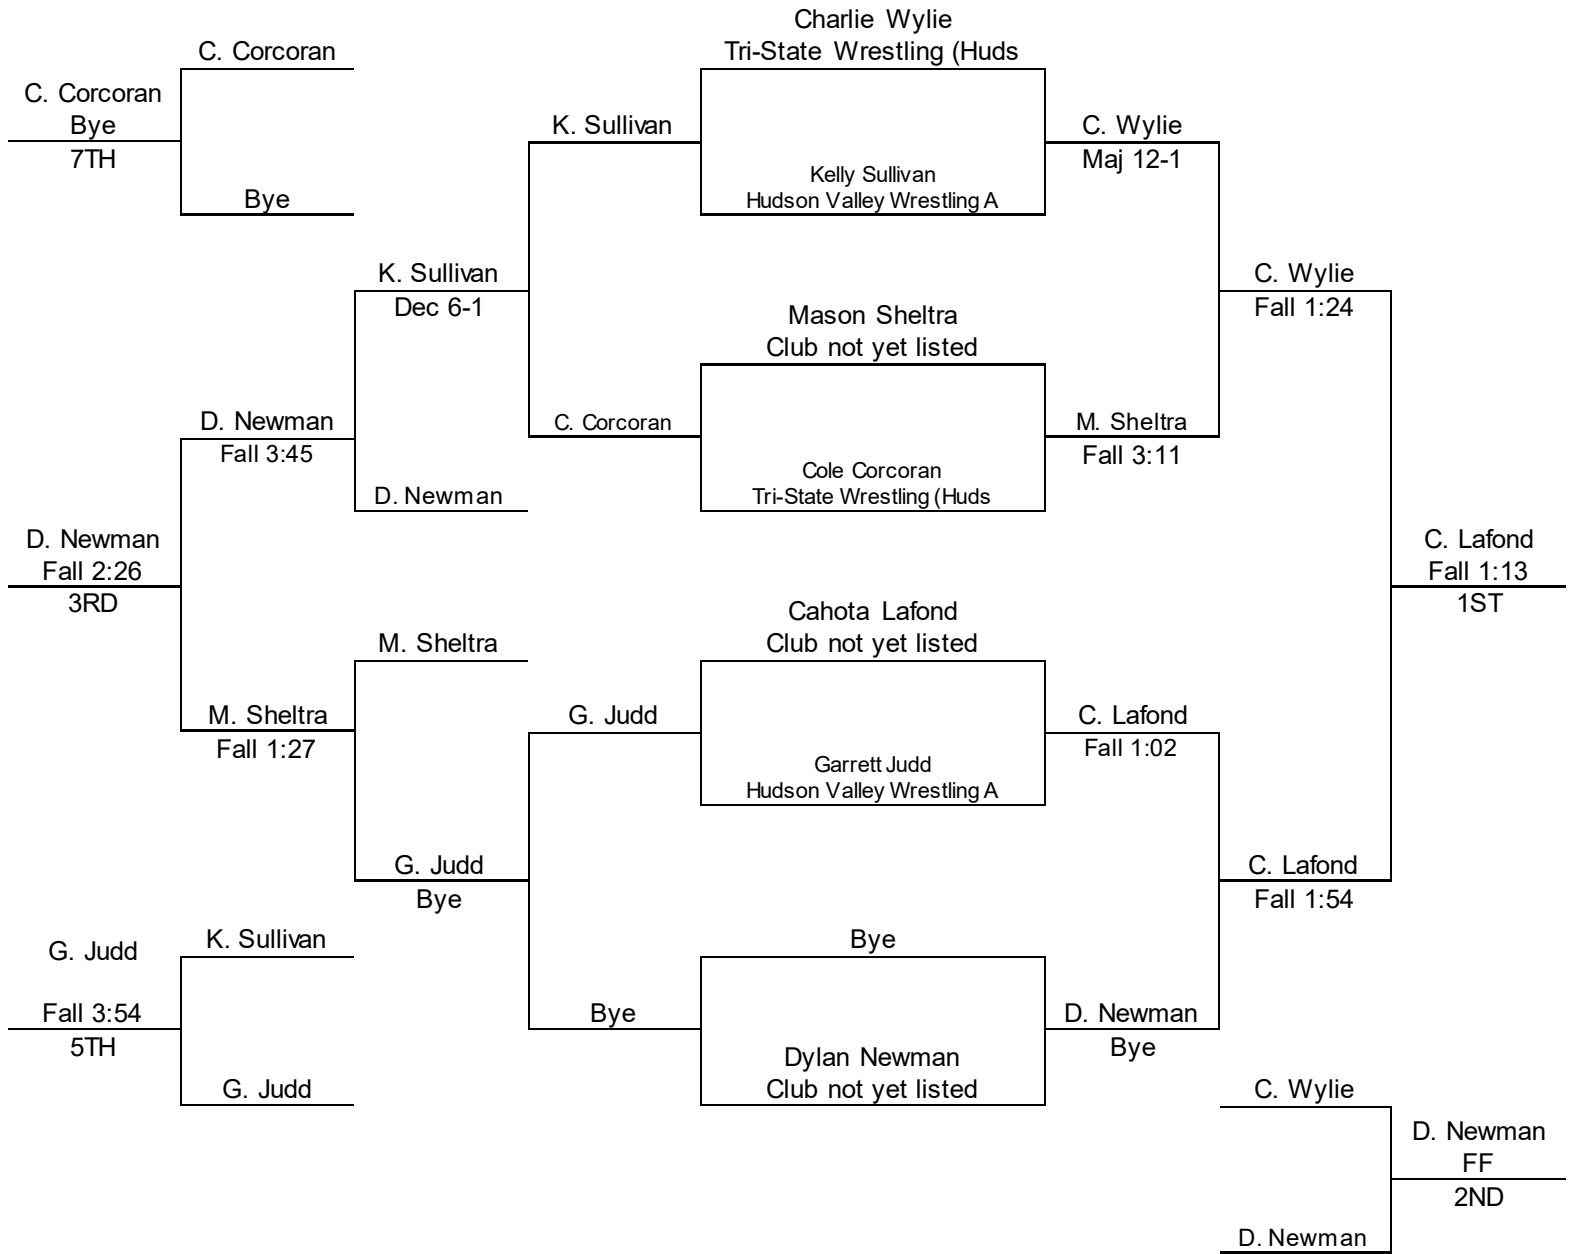 Charlie Wylie
C. Corcoran
Tri-State Wrestling (Huds
C. Corcoran
Bye
K. Sullivan
C. Wylie
7TH
Maj 12-1
Kelly Sullivan
Bye
Hudson Valley Wrestling A
K. Sullivan
C. Wylie
Dec 6-1
Fall 1:24
Mason Sheltra
Club not yet listed
D. Newman
C. Corcoran
M. Sheltra
Fall 3:45
Fall 3:11
Cole Corcoran
D. Newman
Tri-State Wrestling (Huds
D. Newman
C. Lafond
Fall 2:26
Fall 1:13
3RD
1ST
Cahota Lafond
M. Sheltra
Club not yet listed
M. Sheltra
G. Judd
C. Lafond
Fall 1:27
Fall 1:02
Garrett Judd
Hudson Valley Wrestling A
G. Judd
C. Lafond
Bye
Fall 1:54
K. Sullivan
Bye
G. Judd
Fall 3:54
Bye
D. Newman
5TH
Bye
Dylan Newman
G. Judd
Club not yet listed
C. Wylie
D. Newman
FF
2ND
D. Newman